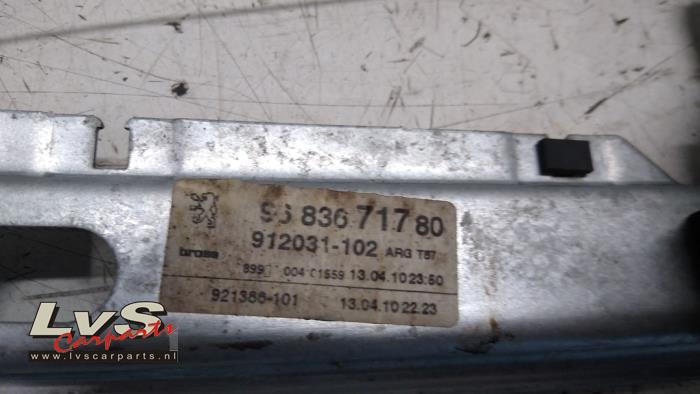 96 836 717 80
912031-102 ARG T87
brose
004 01559 13.04.10 23:50
921366-101 13.04.10 22:23
LvS
Carparts
www.lvscarparts.nl